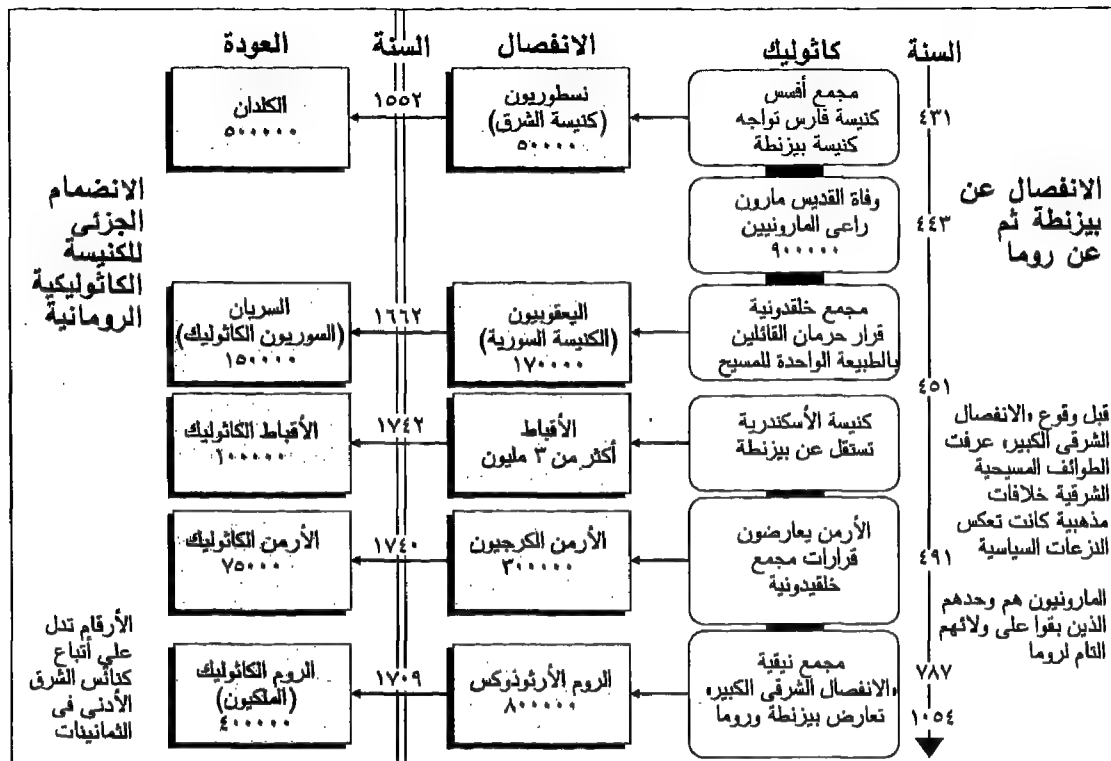 السنة
كاثوليك
الانفصال
السنة
العودة
٤٣١
مجمع أفسس
كنيسة فارس تواجه
كنيسة بيزنطة
نسطوريون
(كنيسة الشرق)
٥٠٠٠٠
١٥٥٢
الكلدان
٥٠٠٠٠٠
الانفصال عن
بيزنطة ثم
عن روما
٤٤٣
وفاة القديس مارون
راعى المارونيين
٩٠٠٠٠٠
الانضمام
الجزئى
للكنيسة
الكاثوليكية
الرومانية
مجمع خلقدونية
قرار حرمان القائلين
بالطبيعة الواحدة للمسيح
اليعقوبيون
(الكنيسة السورية)
١٧٠٠٠٠
١٦٦٢
السريان
(السوريون الكاثوليك)
١٥٠٠٠٠
٤٥١
كنيسة الأسكندرية
تستقل عن بيزنطة
الأقباط
أكثر من ٣ مليون
١٧٤٢
الأقباط الكاثوليك
١٠٠٠٠٠
قبل وقوع «الانفصال
الشرقى الكبير» عرفت
الطوائف المسيحية
الشرقية خلافات
مذهبية كانت تعكس
النزعات السياسية
٤٩١
الأرمن يعارضون
قرارات مجمع
خلقيدونية
الأرمن الكرجيون
٣٠٠٠٠٠
١٧٤٠
الأرمن الكاثوليك
٧٥٠٠٠
المارونيون هم وحدهم
الذين بقوا على ولائهم
التام لروما
٧٨٧
١٠٥٤
مجمع نيقية
«الانفصال الشرقى الكبير»
تعارض بيزنطة وروما
الروم الأرثوذوكس
٨٠٠٠٠٠
١٧٠٩
الروم الكاثوليك
(الملكيون)
٤٠٠٠٠٠
الأرقام تدل
على أتباع
كنائس الشرق
الأدنى فى
الثمانينات